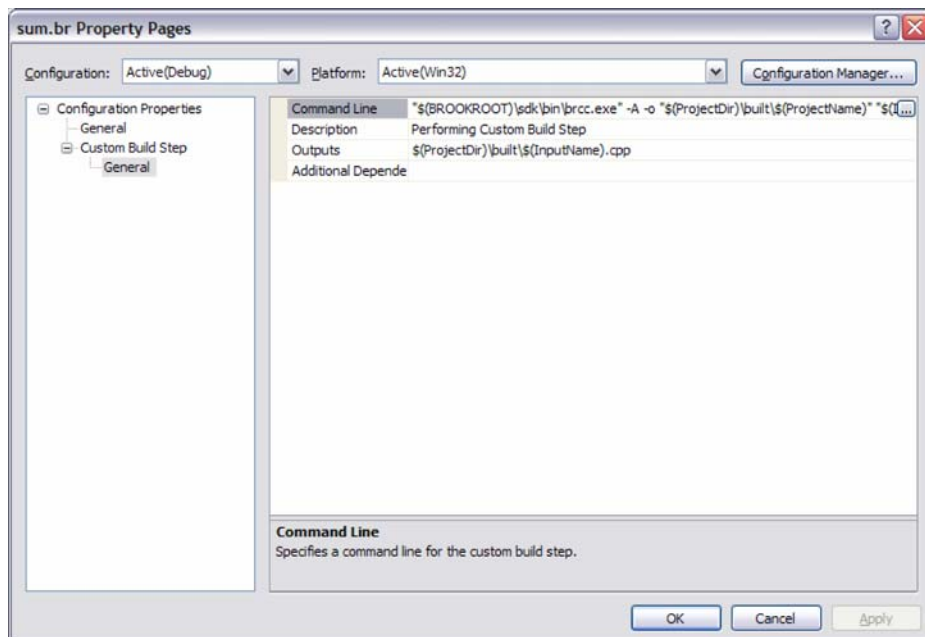 sum.br Property Pages
Configuration: Active(Debug) Platform: Active(Win32) Configuration Manager...
Configuration Properties
General
Custom Build Step
General
Command Line "$(BROOKROOT)\sdk\bin\brcc.exe" -A -o "$(ProjectDir)\built\$(ProjectName)" "$(I ...
Description Performing Custom Build Step
Outputs $(ProjectDir)\built\$(InputName).cpp
Additional Depende
Command Line
Specifies a command line for the custom build step.
OK Cancel Apply